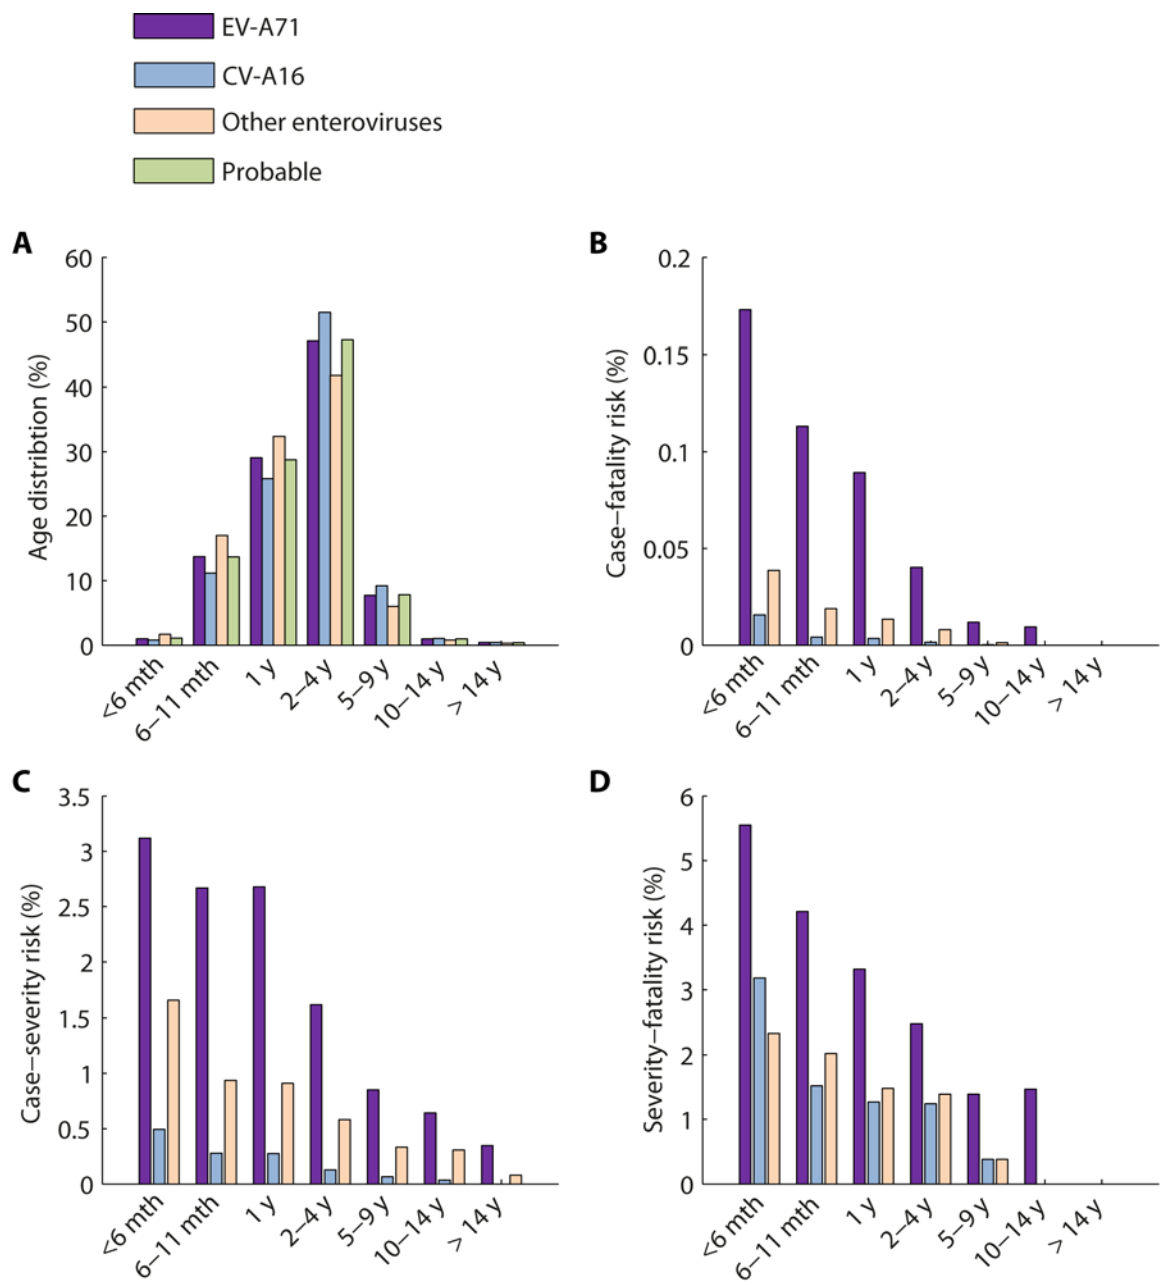 EV-A71
CV-A16
Other enteroviruses
Probable
A
60
50
40
30
20
10
0
Age distribtion (%)
<6 mth
6–11 mth
1 y
2–4 y
5–9 y
10–14 y
> 14 y
B
0.2
0.15
0.1
0.05
0
Case–fatality risk (%)
<6 mth
6–11 mth
1 y
2–4 y
5–9 y
10–14 y
> 14 y
C
3.5
3
2.5
2
1.5
1
0.5
0
Case–severity risk (%)
<6 mth
6–11 mth
1 y
2–4 y
5–9 y
10–14 y
> 14 y
D
6
5
4
3
2
1
0
Severity–fatality risk (%)
<6 mth
6–11 mth
1 y
2–4 y
5–9 y
10–14 y
> 14 y